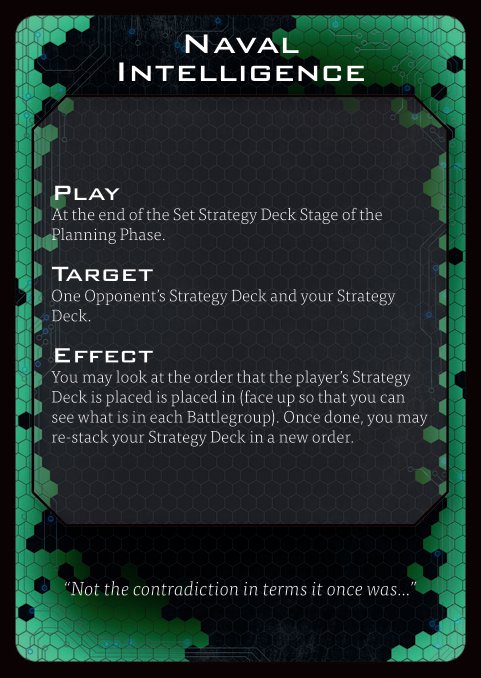 Naval
Intelligence
Play
At the end of the Set Strategy Deck Stage of the
Planning Phase.
Target
One Opponent's Strategy Deck and your Strategy
Deck.
Effect
You may look at the order that the player's Strategy
Deck is placed is placed in (face up so that you can
see what is in each Battlegroup). Once done, you may
re-stack your Strategy Deck in a new order.
“Not the contradiction in terms it once was...”